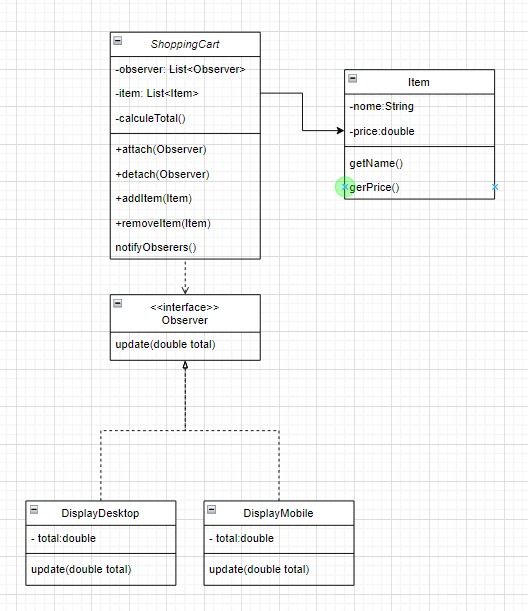 ShoppingCart
-observer: List<Observer>
-item: List<Item>
-calculeTotal()
+attach(Observer)
+detach(Observer)
+addItem(Item)
+removeItem(Item)
notifyObserers()
Item
-nome:String
-price:double
getName()
gerPrice()
<<interface>>
Observer
update(double total)
DisplayDesktop
- total:double
update(double total)
DisplayMobile
- total:double
update(double total)